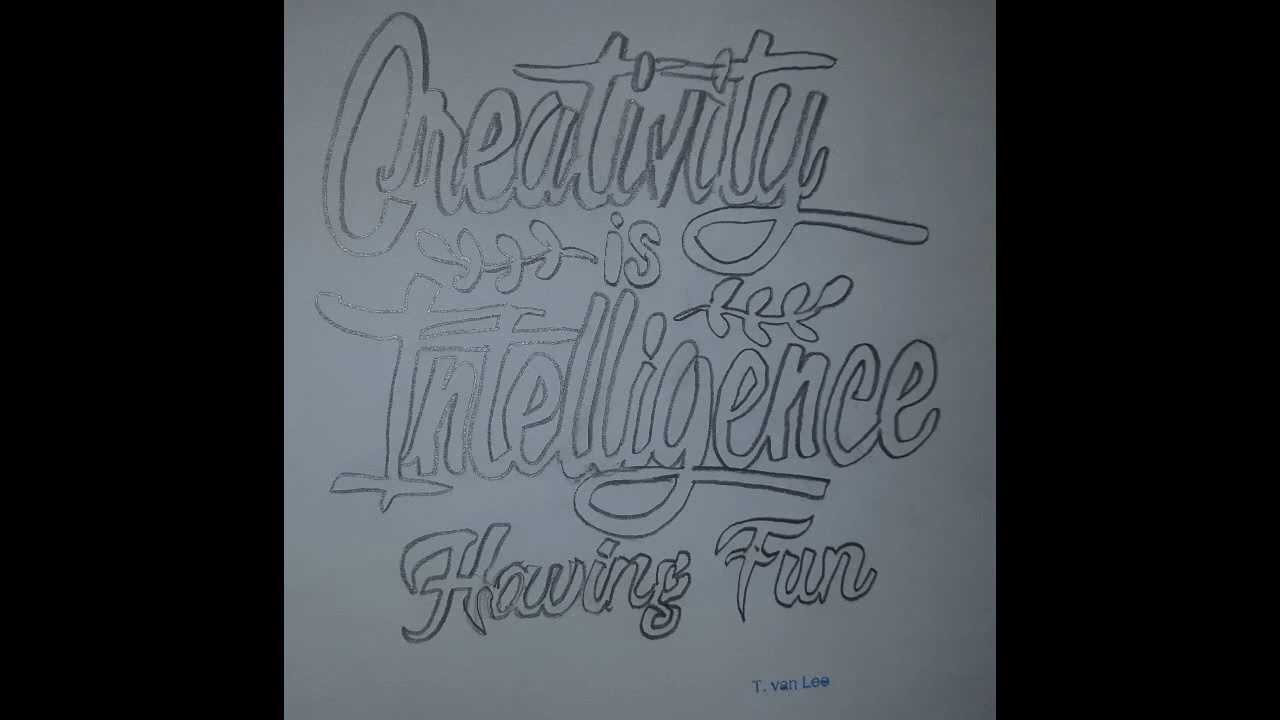 Creativity
is
Intelligence
Having Fun
T. van Lee